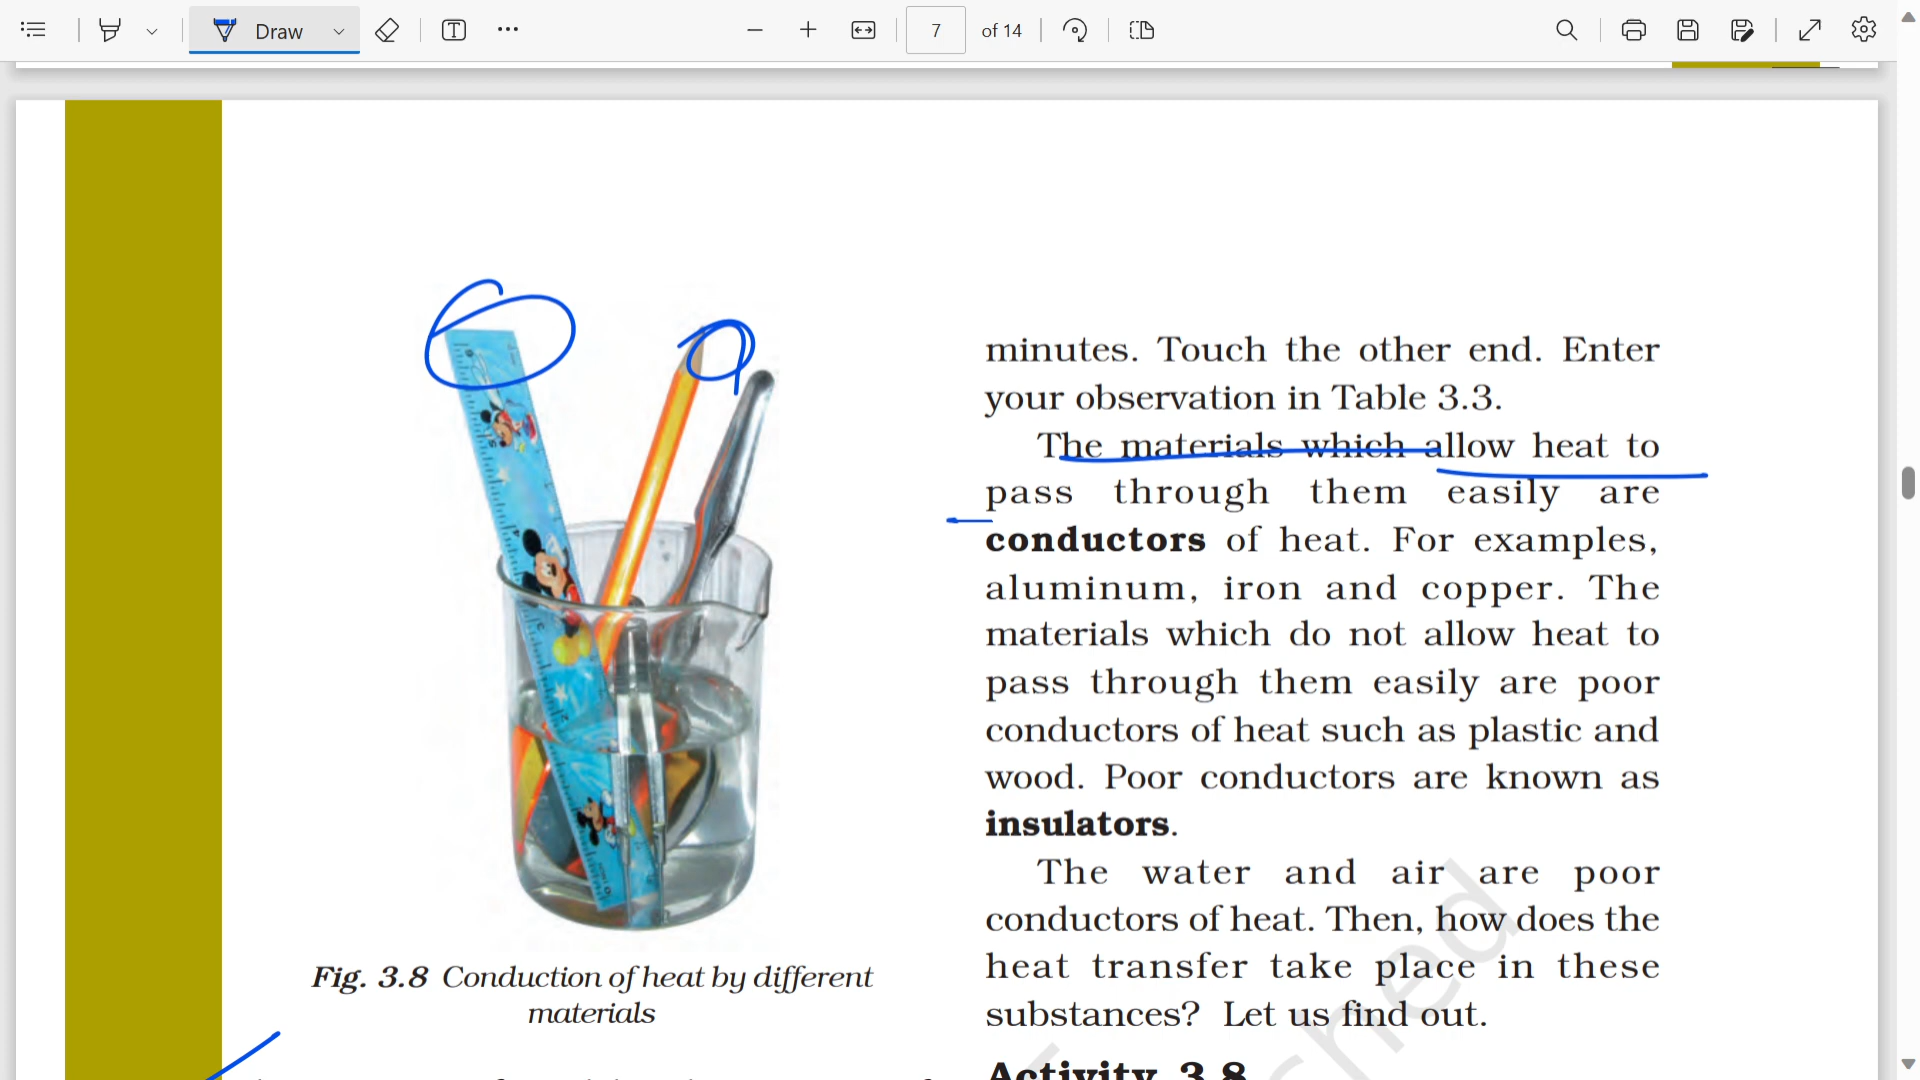 Draw
7
of 14
minutes. Touch the other end. Enter
your observation in Table 3.3.
The materials which allow heat to
pass through them easily are
conductors of heat. For examples,
aluminum, iron and copper. The
materials which do not allow heat to
pass through them easily are poor
conductors of heat such as plastic and
wood. Poor conductors are known as
insulators.
The water and air are poor
conductors of heat. Then, how does the
heat transfer take place in these
substances? Let us find out.
Activity 3.8
Fig. 3.8 Conduction of heat by different
materials